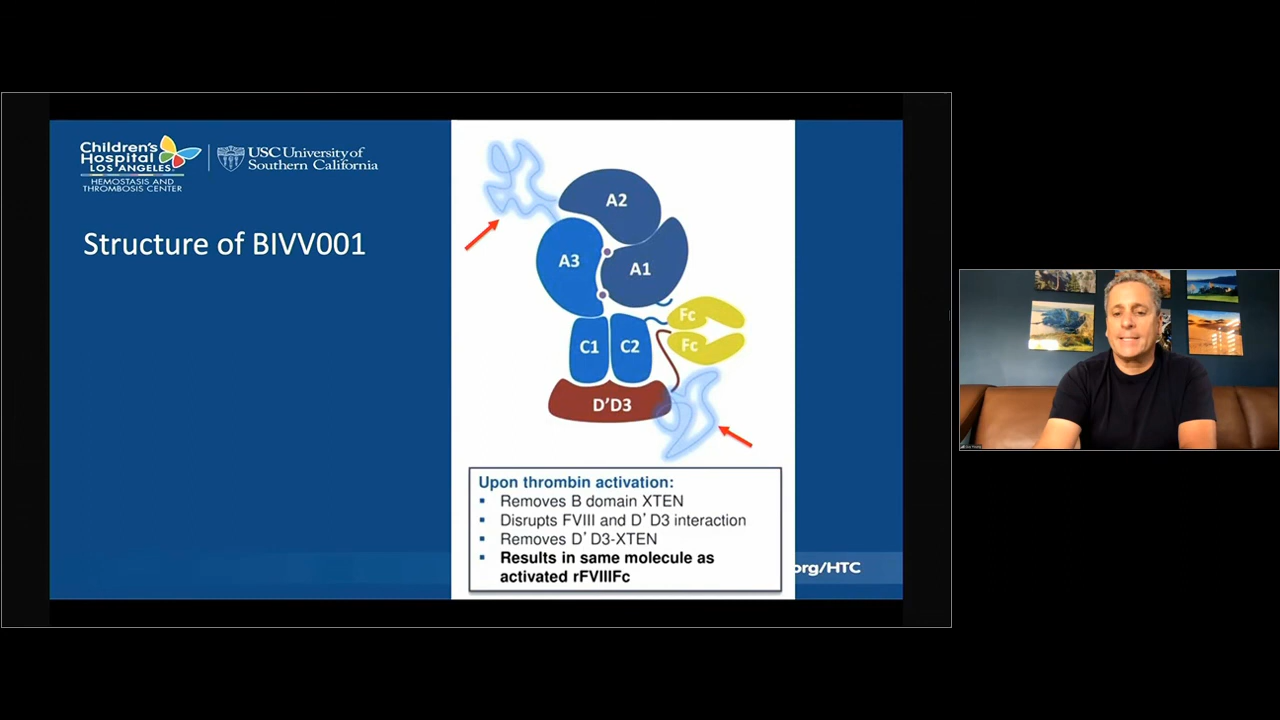 Children's
Hospital
LOS ANGELES
HEMOSTASIS AND
THROMBOSIS CENTER
USC University of
Southern California
Structure of BIVV001
A2
A3
A1
Fc
Fc
C1
C2
D'D3
Upon thrombin activation:
▪ Removes B domain XTEN
▪ Disrupts FVIII and D'D3 interaction
▪ Removes D'D3-XTEN
▪ Results in same molecule as
activated rFVIIIFc
org/HTC